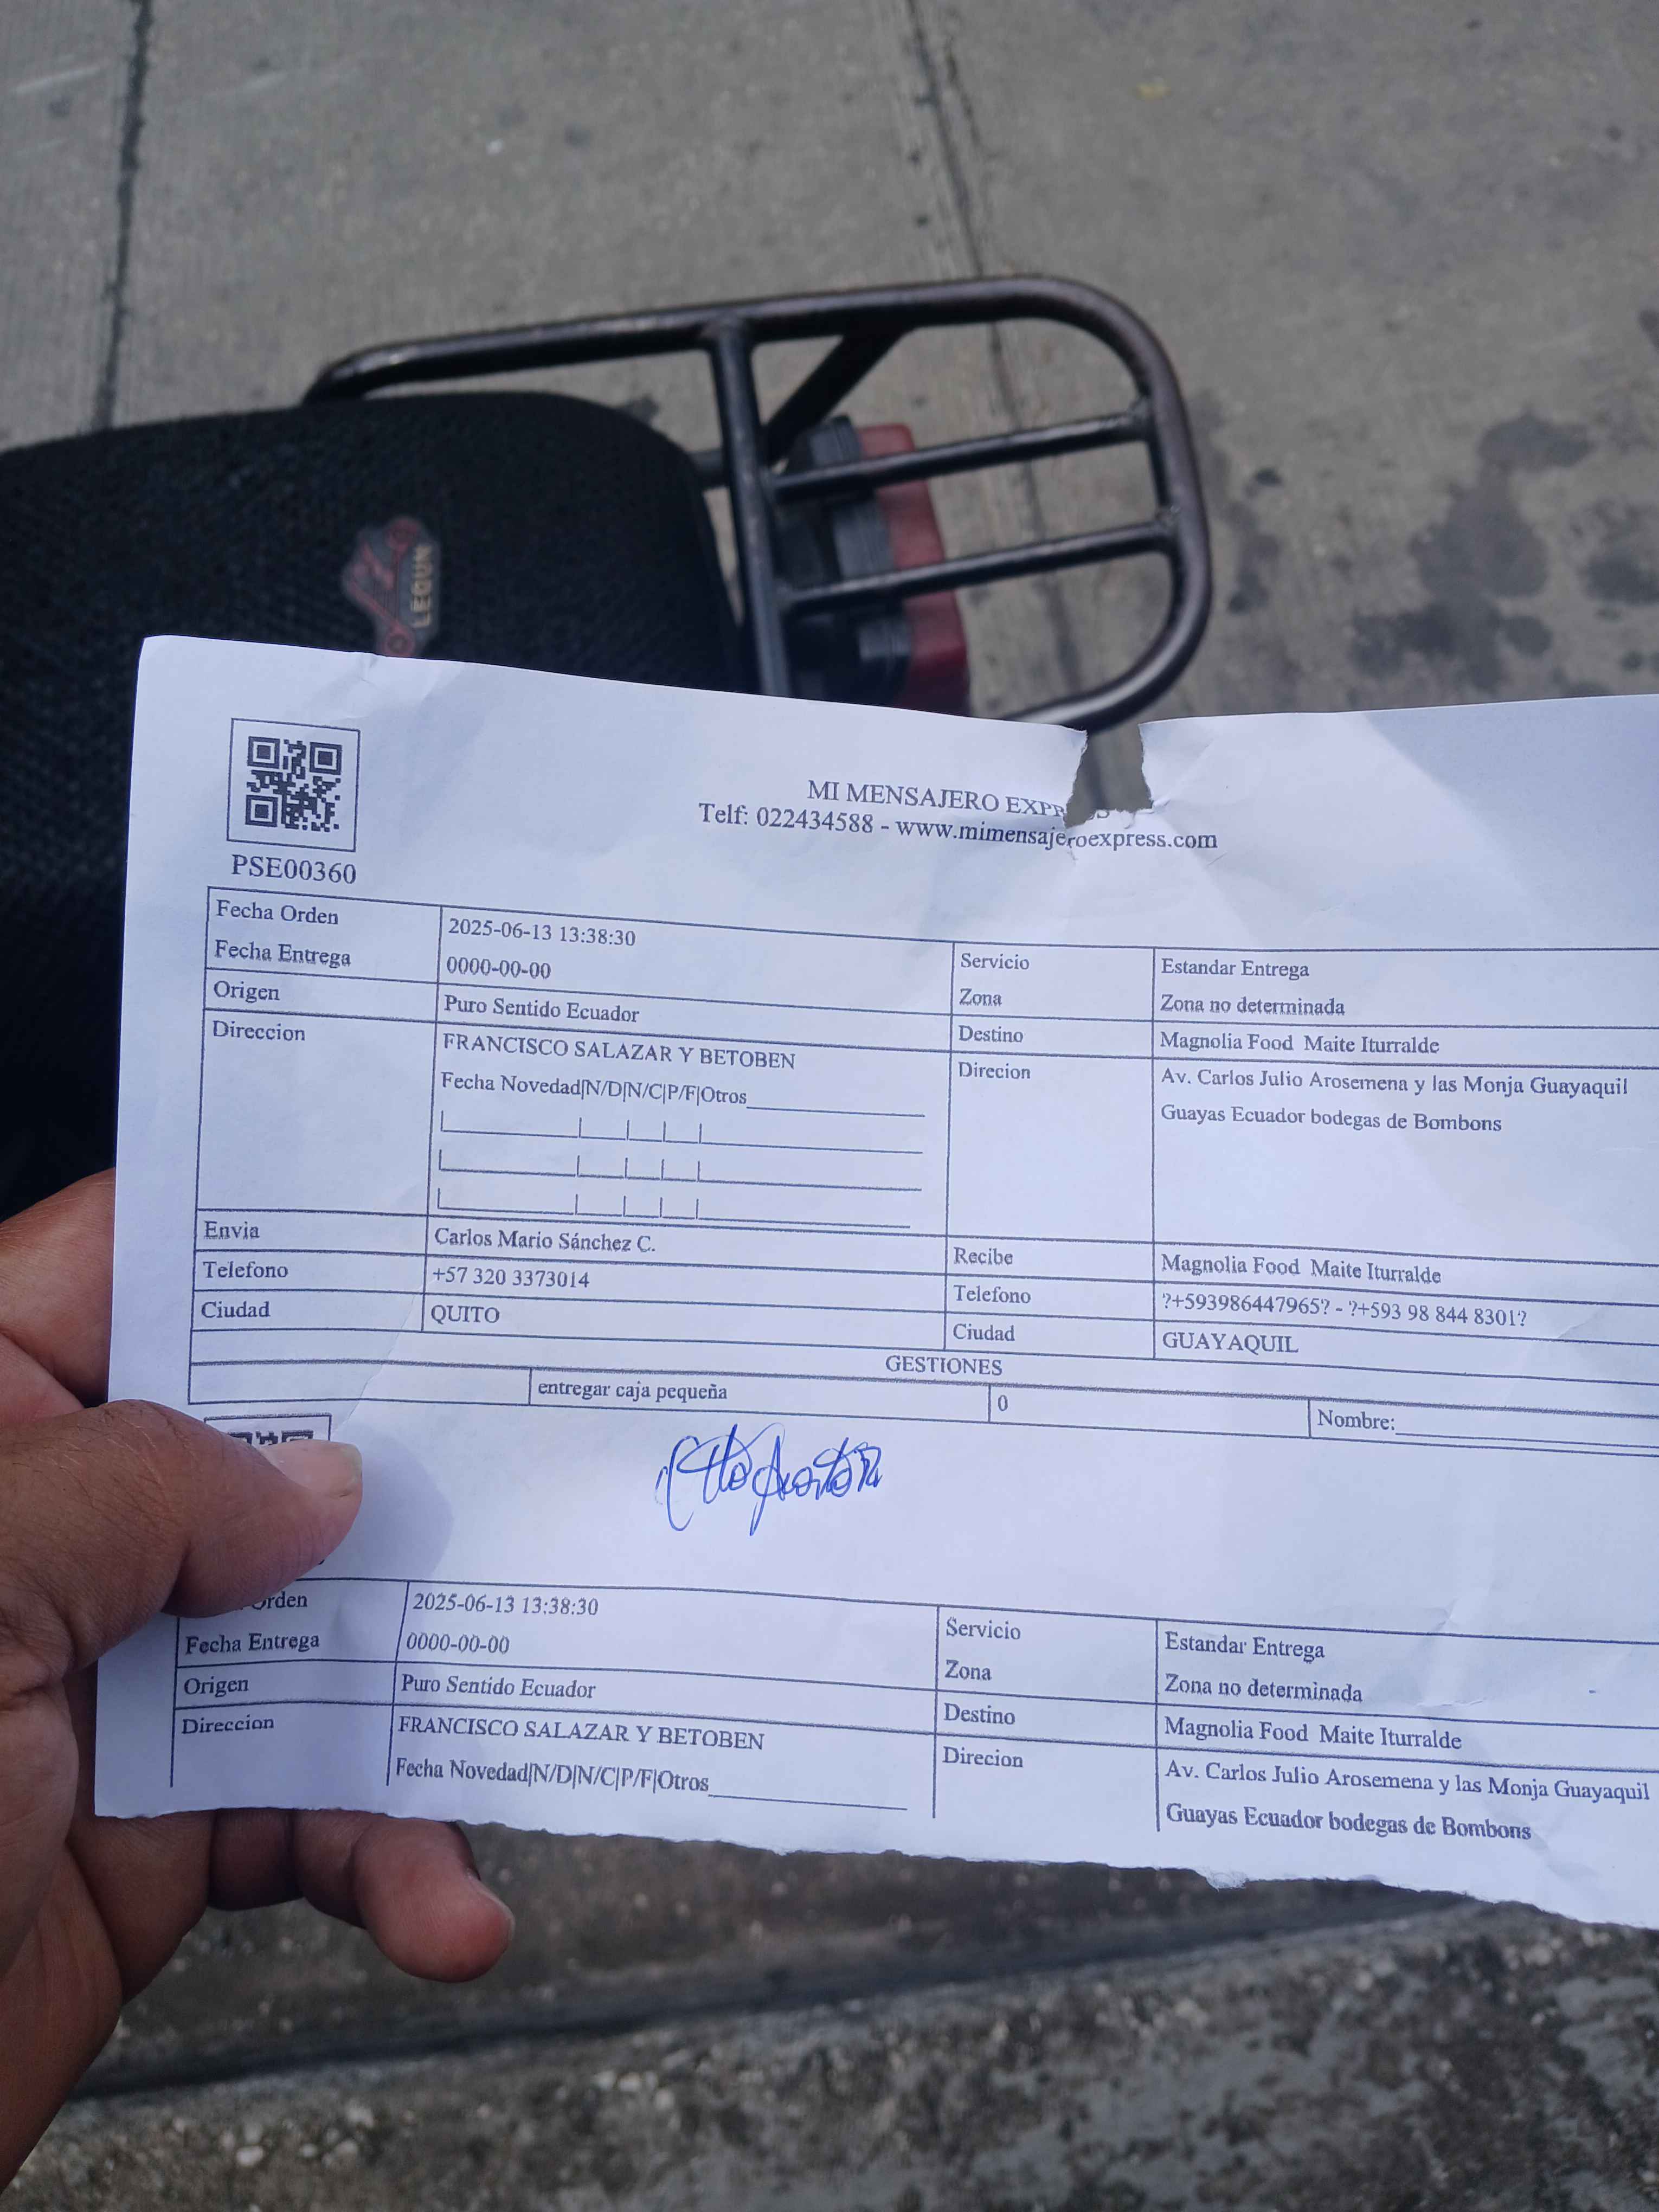 LEGUM
PSE00360
MI MENSAJERO EXPRES
Telf: 022434588 - www.mimensajeroexpress.com
Fecha Orden 2025-06-13 13:38:30 Servicio Estandar Entrega
Fecha Entrega 0000-00-00 Zona Zona no determinada
Origen Puro Sentido Ecuador Destino Magnolia Food Maite Iturralde
Direccion FRANCISCO SALAZAR Y BETOBEN Direcion Av. Carlos Julio Arosemena y las Monja Guayaquil
Fecha Novedad|N/D|N/C|P/F|Otros Guayas Ecuador bodegas de Bombons
Envia Carlos Mario Sánchez C. Recibe Magnolia Food Maite Iturralde
Telefono +57 320 3373014 Telefono ?+593986447965? - ?+593 98 844 8301?
Ciudad QUITO Ciudad GUAYAQUIL
GESTIONES
entregar caja pequeña 0 Nombre:
Orden 2025-06-13 13:38:30 Servicio Estandar Entrega
Fecha Entrega 0000-00-00 Zona Zona no determinada
Origen Puro Sentido Ecuador Destino Magnolia Food Maite Iturralde
Direccion FRANCISCO SALAZAR Y BETOBEN Direcion Av. Carlos Julio Arosemena y las Monja Guayaquil
Fecha Novedad|N/D|N/C|P/F|Otros Guayas Ecuador bodegas de Bombons